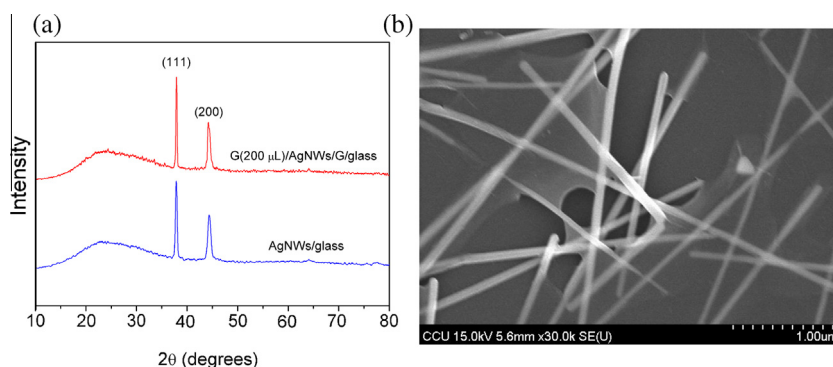 (a)
Intensity
(111)
(200)
G(200 μL)/AgNWs/G/glass
AgNWs/glass
10 20 30 40 50 60 70 80
2θ (degrees)
(b)
CCU 15.0kV 5.6mm x30.0k SE(U)
1.00um